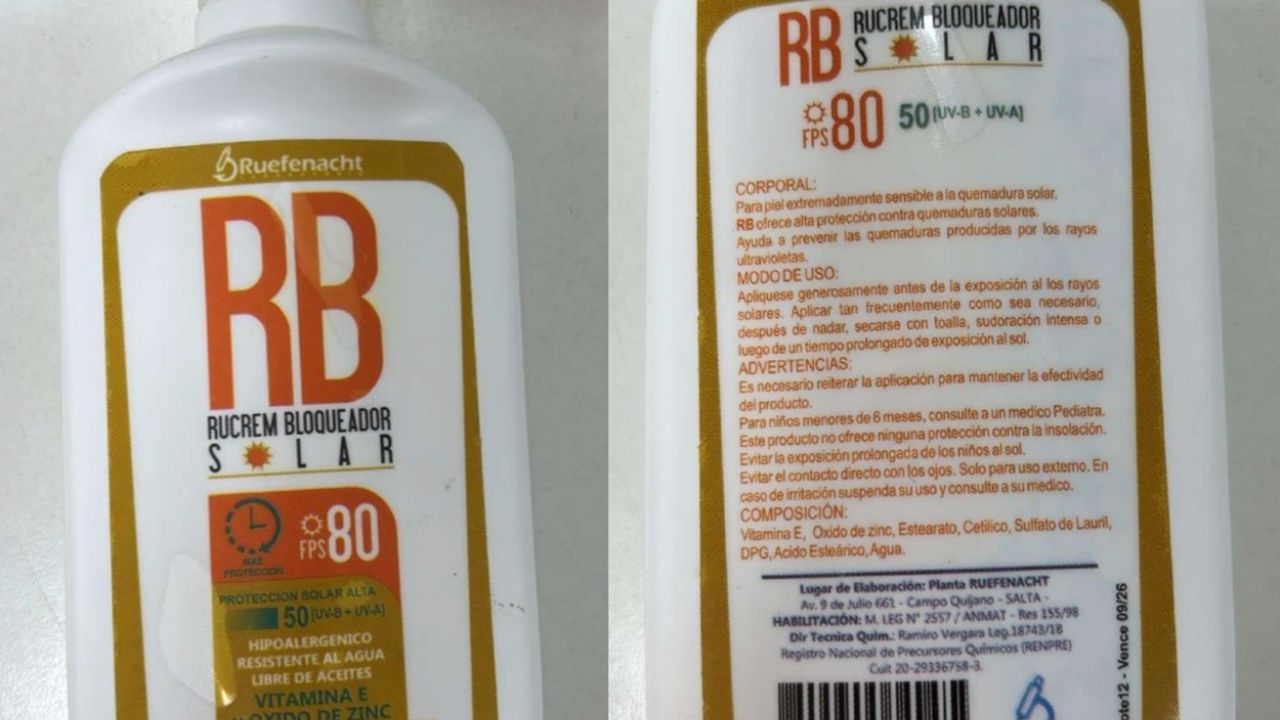 Ruefenacht
RB
RUCREM BLOQUEADOR
SOLAR
MÁS
PROTECCION
FPS 80
PROTECCIÓN SOLAR ALTA
50 [UV-B + UV-A]
HIPOALERGENICO
RESISTENTE AL AGUA
LIBRE DE ACEITES
VITAMINA E
OXIDO DE ZINC
RB RUCREM BLOQUEADOR
SOLAR
FPS 80 50 [UV-B + UV-A]
CORPORAL:
Para piel extremadamente sensible a la quemadura solar.
RB ofrece alta protección contra quemaduras solares.
Ayuda a prevenir las quemaduras producidas por los rayos
ultravioletas.
MODO DE USO:
Apliquese generosamente antes de la exposición al los rayos
solares. Aplicar tan frecuentemente como sea necesario,
después de nadar, secarse con toalla, sudoración intensa o
luego de un tiempo prolongado de exposición al sol.
ADVERTENCIAS:
Es necesario reiterar la aplicación para mantener la efectividad
del producto.
Para niños menores de 6 meses, consulte a un medico Pediatra.
Este producto no ofrece ninguna protección contra la insolación.
Evitar la exposición prolongada de los niños al sol.
Evitar el contacto directo con los ojos. Solo para uso externo. En
caso de irritación suspenda su uso y consulte a su medico.
COMPOSICIÓN:
Vitamina E, Oxido de zinc, Estearato, Cetilico, Sulfato de Lauril,
DPG, Acido Esteárico, Agua.
Lugar de Elaboración: Planta RUEFENACHT
Av. 9 de Julio 661 - Campo Quijano - SALTA -
HABILITACIÓN: M. LEG N° 2557 / ANMAT - Res 155/98
Dir Tecnica Quim.: Ramiro Vergara Leg.18743/18
Registro Nacional de Precursores Químicos (RENPRE)
Cuit 20-29336758-3.
ote12 - Vence 09/26